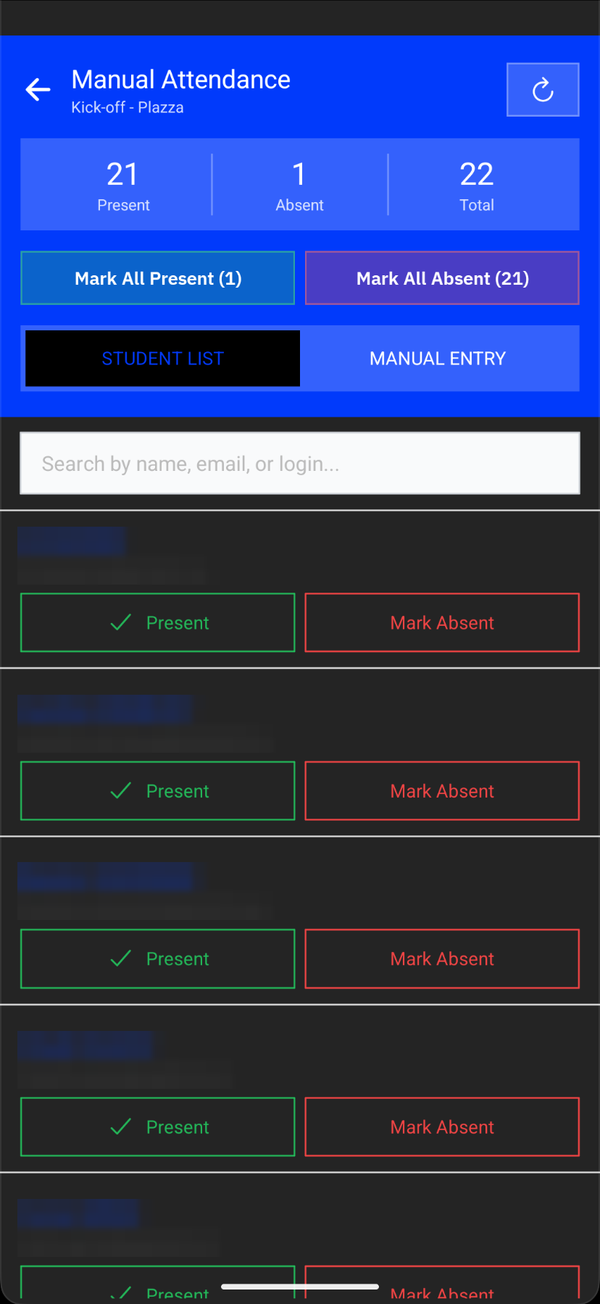 Manual Attendance
Kick-off - Plazza
21
Present
1
Absent
22
Total
Mark All Present (1)
Mark All Absent (21)
STUDENT LIST
MANUAL ENTRY
Search by name, email, or login...
Present
Mark Absent
Present
Mark Absent
Present
Mark Absent
Present
Mark Absent
Present
Mark Absent